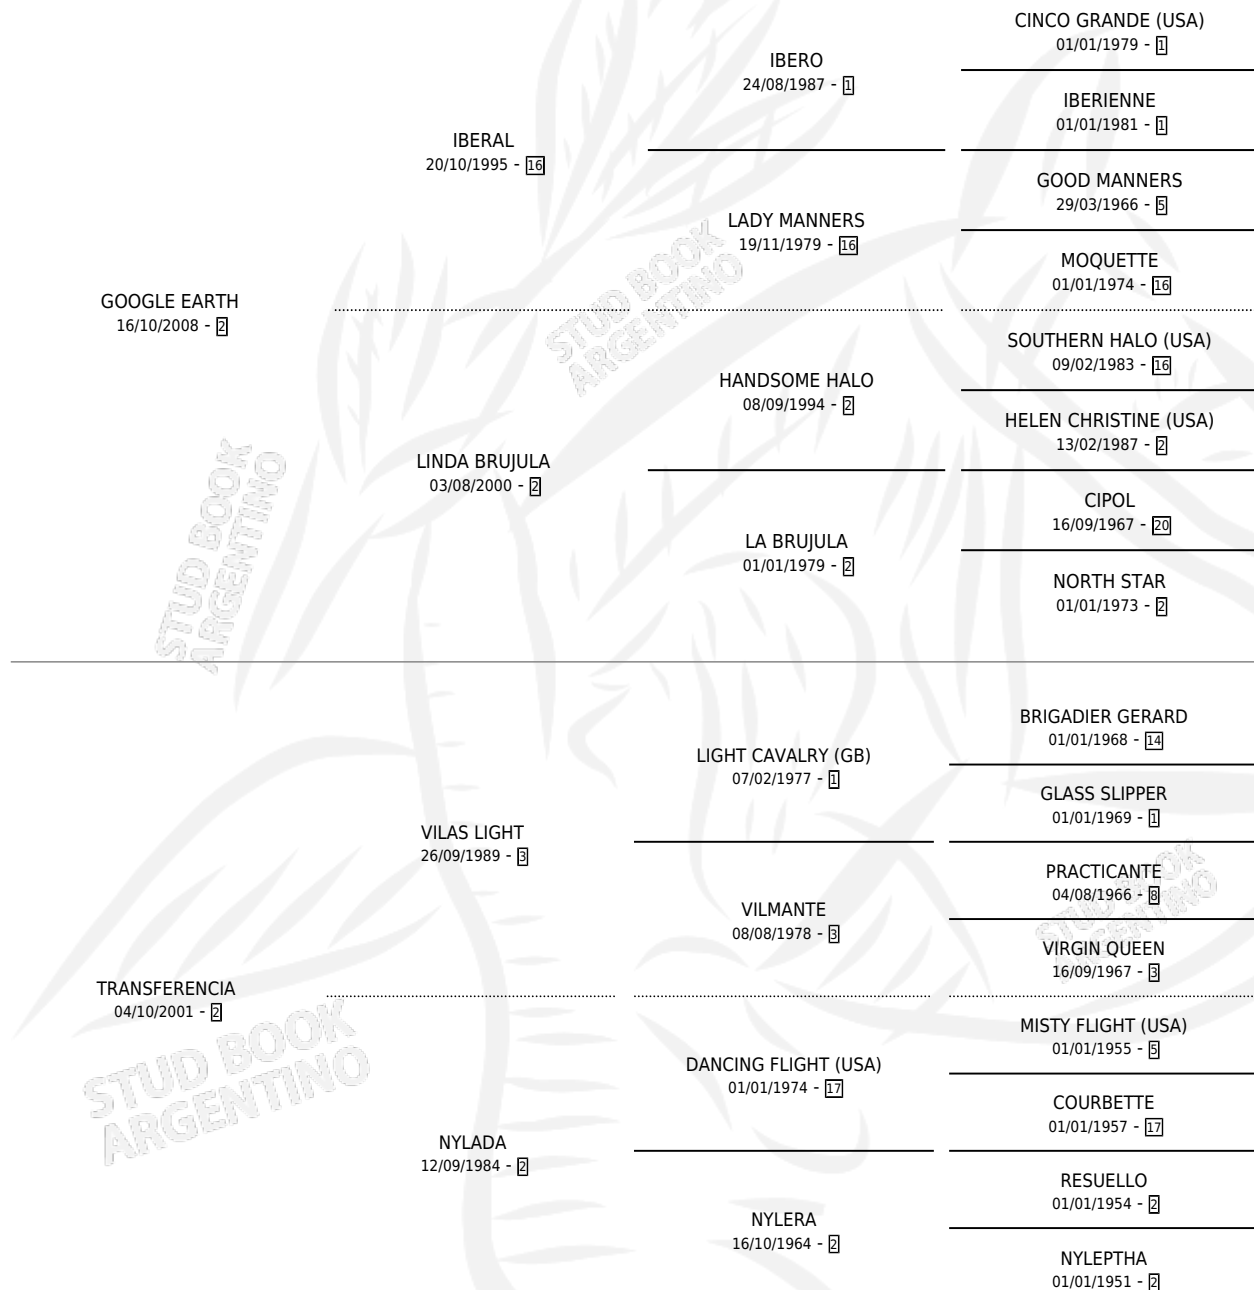 CINCO GRANDE (USA)
01/01/1979 - 1
IBERO
24/08/1987 - 1
IBERIENNE
01/01/1981 - 1
IBERAL
20/10/1995 - 16
GOOD MANNERS
29/03/1966 - 5
LADY MANNERS
19/11/1979 - 16
MOQUETTE
01/01/1974 - 16
GOOGLE EARTH
16/10/2008 - 2
SOUTHERN HALO (USA)
09/02/1983 - 16
HANDSOME HALO
08/09/1994 - 2
HELEN CHRISTINE (USA)
13/02/1987 - 2
LINDA BRUJULA
03/08/2000 - 2
CIPOL
16/09/1967 - 20
LA BRUJULA
01/01/1979 - 2
NORTH STAR
01/01/1973 - 2
BRIGADIER GERARD
01/01/1968 - 14
LIGHT CAVALRY (GB)
07/02/1977 - 1
GLASS SLIPPER
01/01/1969 - 1
VILAS LIGHT
26/09/1989 - 3
PRACTICANTE
04/08/1966 - 8
VILMANTE
08/08/1978 - 3
VIRGIN QUEEN
16/09/1967 - 3
TRANSFERENCIA
04/10/2001 - 2
MISTY FLIGHT (USA)
01/01/1955 - 5
DANCING FLIGHT (USA)
01/01/1974 - 17
COURBETTE
01/01/1957 - 17
NYLADA
12/09/1984 - 2
RESUELLO
01/01/1954 - 2
NYLERA
16/10/1964 - 2
NYLEPTHA
01/01/1951 - 2
STUD BOOK
ARGENTINO
STUD BOOK
ARGENTINO
STUD BOOK
ARGENTINO
STUD BOOK
ARGENTINO